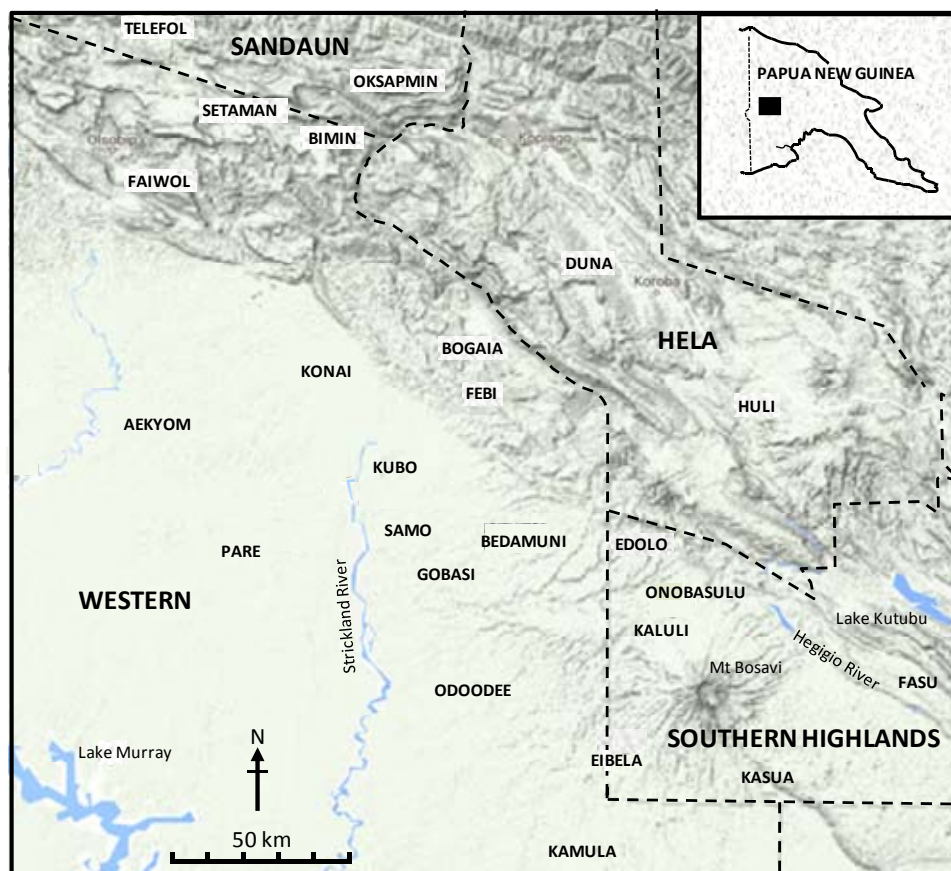 TELEFOL
SANDAUN
OKSAPMIN
SETAMAN
BIMIN
FAIWOL
PAPUA NEW GUINEA
DUNA
Koroba
HELA
BOGAIA
KONAI
FEBI
HULI
AEKYOM
KUBO
SAMO
BEDAMUNI
EDOLO
PARE
GOBASI
WESTERN
ONOBASULU
Strickland River
Lake Kutubu
KALULI
Hegigio River
Mt Bosavi
FASU
ODOODEE
SOUTHERN HIGHLANDS
Lake Murray
N
EIBELA
KASUA
50 km
KAMULA